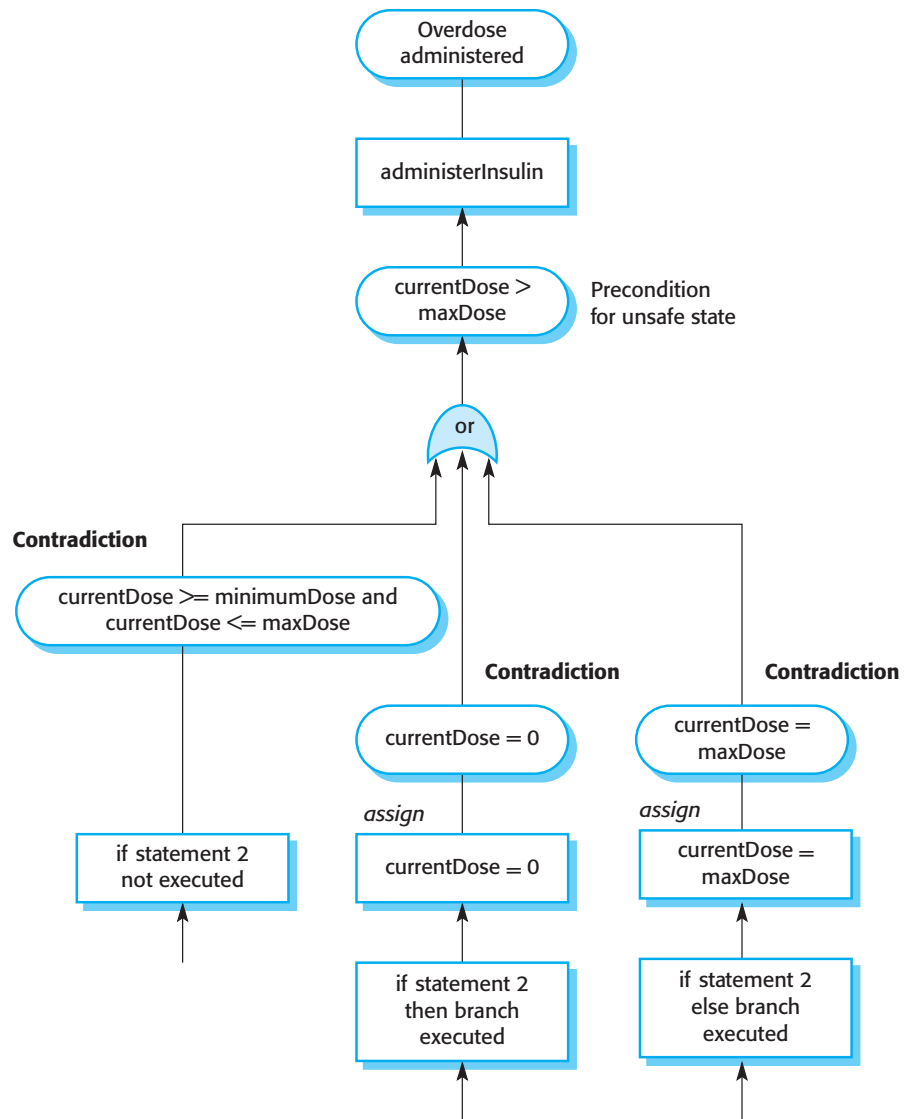 Overdose
administered
administerInsulin
currentDose >
maxDose
Precondition
for unsafe state
or
Contradiction
currentDose >= minimumDose and
currentDose <= maxDose
Contradiction
Contradiction
currentDose = 0
currentDose =
maxDose
assign
assign
if statement 2
not executed
currentDose = 0
currentDose =
maxDose
if statement 2
then branch
executed
if statement 2
else branch
executed